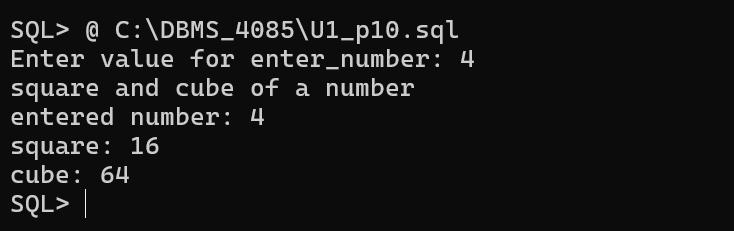 SQL> @ C:\DBMS_4085\U1_p10.sql
Enter value for enter_number: 4
square and cube of a number
entered number: 4
square: 16
cube: 64
SQL>